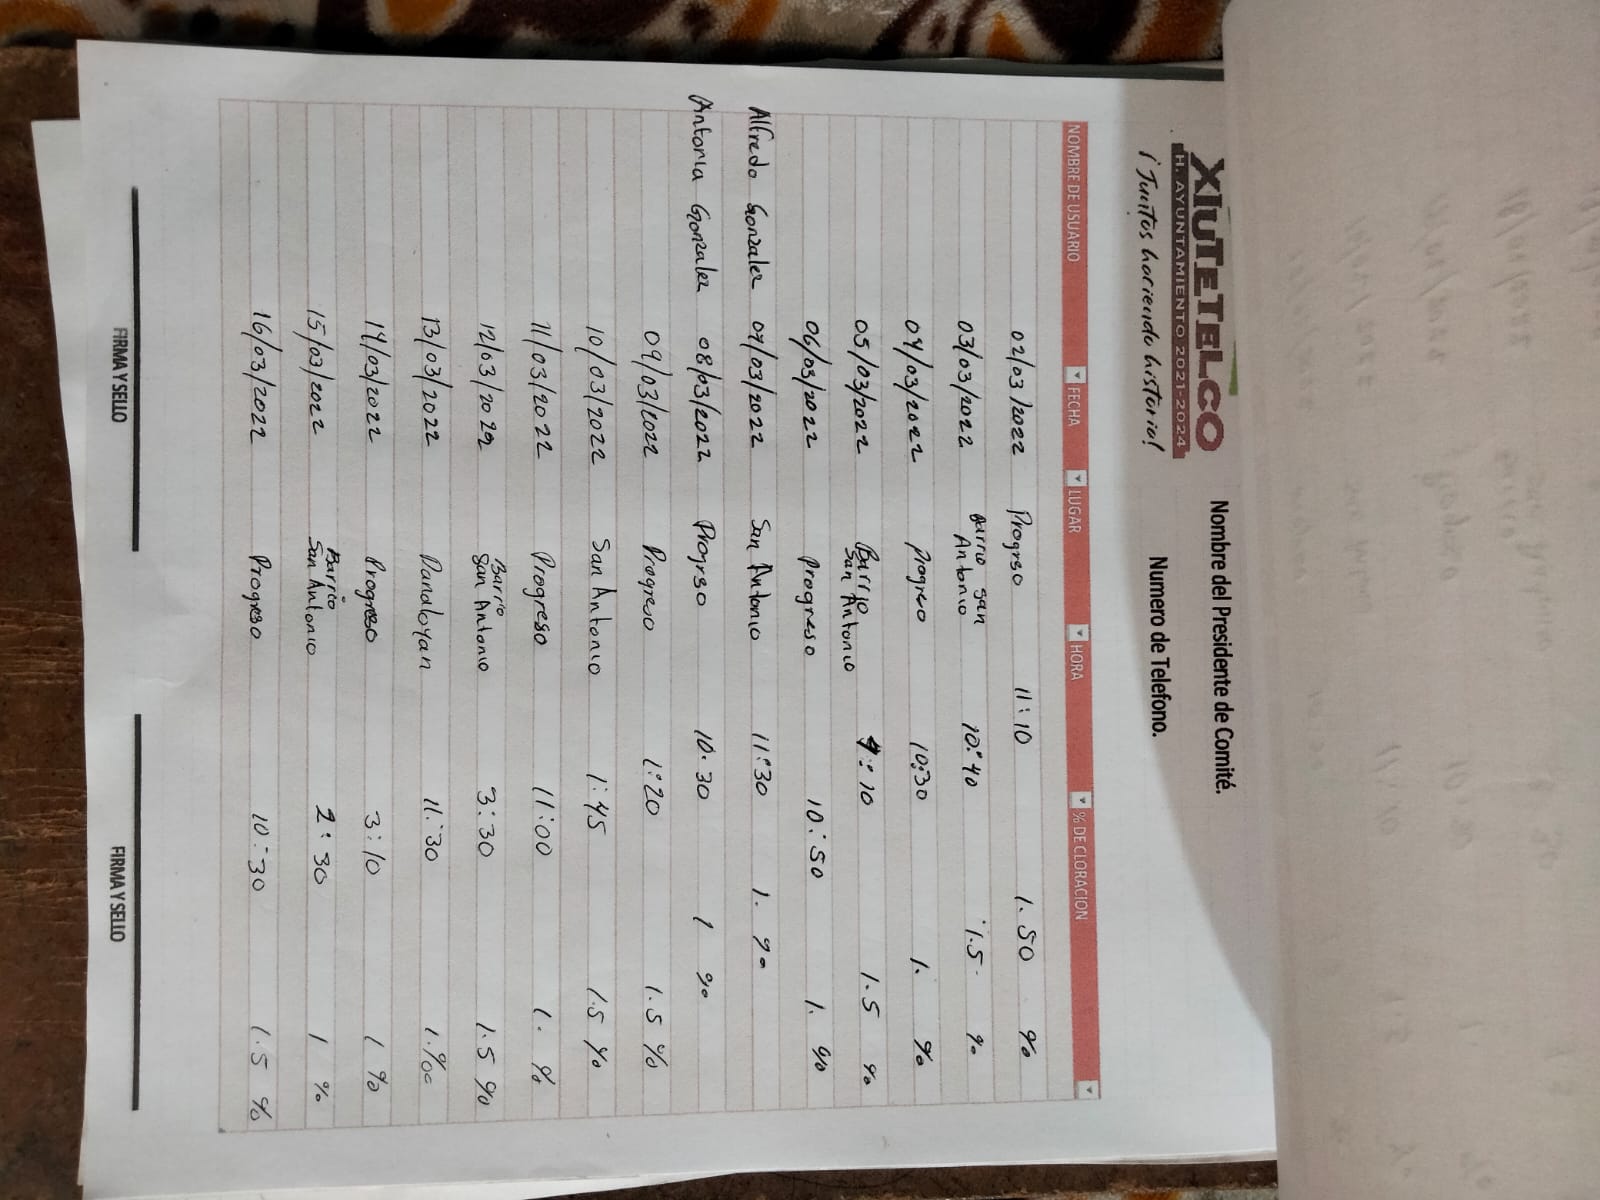 XIUTETELCO
H. AYUNTAMIENTO 2021-2024
¡Juntos haciendo historia!
Nombre del Presidente de Comité.
Numero de Telefono.
NOMBRE DE USUARIO FECHA LUGAR HORA % DE CLORACION
02/03/2022 Progreso 11:10 1.50 %
03/03/2022 Barrio San Antonio 10:40 1.5 %
04/03/2022 Progreo 10:30 1. %
05/03/2022 Barrio San Antonio 9:10 1.5 %
06/03/2022 Progreso 10:50 1. %
Alfredo Gonzalez 07/03/2022 San Antonio 11:30 1. %
Antonia Gonzalez 08/03/2022 Progrso 10:30 1 %
09/03/2022 Progreso 1:20 1.5 %
10/03/2022 San Antonio 1:45 1.5 %
11/03/2022 Progreso 11:00 1. %
12/03/2022 Barrio San Antonio 3:30 1.5 %
13/03/2022 11:30 1.%
14/03/2022 Progreso 3:10 1 %
15/03/2022 Barrio San Antonio 2:30 1 %
16/03/2022 Progreso 10:30 1.5 %
FIRMA Y SELLO FIRMA Y SELLO